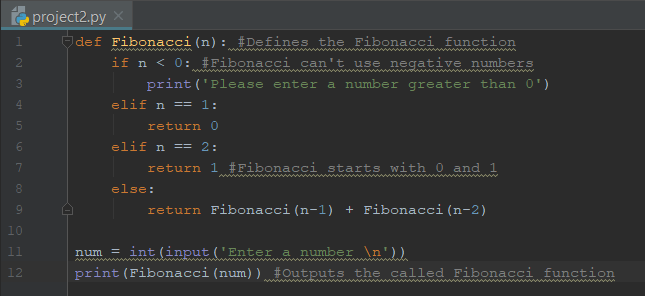 project2.py
1 def Fibonacci(n): #Defines the Fibonacci function
2     if n < 0: #Fibonacci can't use negative numbers
3         print('Please enter a number greater than 0')
4     elif n == 1:
5         return 0
6     elif n == 2:
7         return 1 #Fibonacci starts with 0 and 1
8     else:
9         return Fibonacci(n-1) + Fibonacci(n-2)
10
11 num = int(input('Enter a number \n'))
12 print(Fibonacci(num)) #Outputs the called Fibonacci function